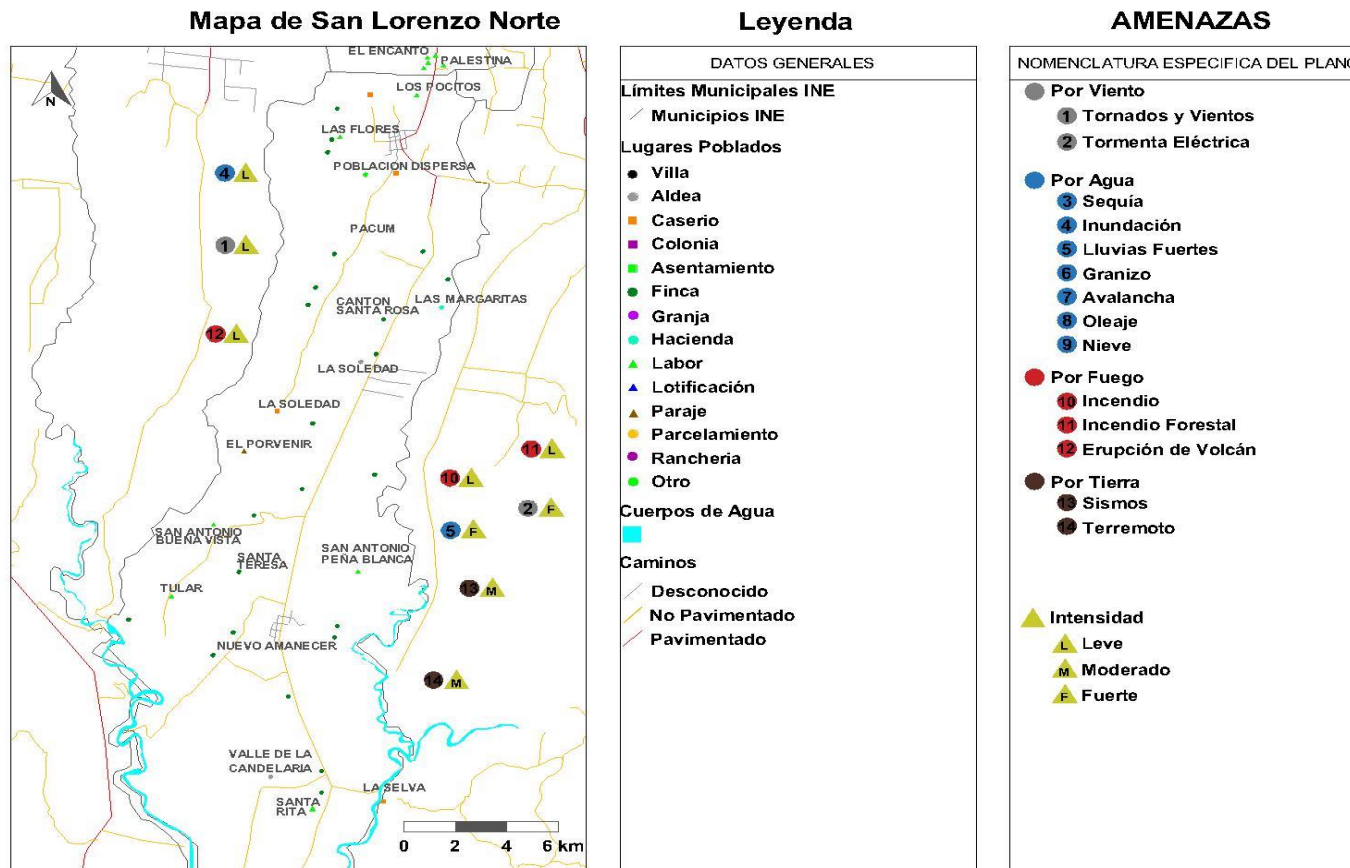 Mapa de San Lorenzo Norte
EL ENCANTO
PALESTINA
LOS POCITOS
LAS FLORES
POBLACIÓN DISPERSA
N
4 L
1 L
PACUM
CANTON
SANTA ROSA
LAS MARGARITAS
12 L
LA SOLEDAD
LA SOLEDAD
EL PORVENIR
11 L
10 L
2 F
5 F
SAN ANTONIO
BUENA VISTA
SANTA
TERESA
SAN ANTONIO
PEÑA BLANCA
TULAR
13 M
NUEVO AMANECER
14 M
VALLE DE LA
CANDELARIA
LA SELVA
SANTA
RITA
0 2 4 6 km
Leyenda
DATOS GENERALES
Límites Municipales INE
Municipios INE
Lugares Poblados
Villa
Aldea
Caserio
Colonia
Asentamiento
Finca
Granja
Hacienda
Labor
Lotificación
Paraje
Parcelamiento
Rancheria
Otro
Cuerpos de Agua
Caminos
Desconocido
No Pavimentado
Pavimentado
AMENAZAS
NOMENCLATURA ESPECIFICA DEL PLANO
Por Viento
1 Tornados y Vientos
2 Tormenta Eléctrica
Por Agua
3 Sequía
4 Inundación
5 Lluvias Fuertes
6 Granizo
7 Avalancha
8 Oleaje
9 Nieve
Por Fuego
10 Incendio
11 Incendio Forestal
12 Erupción de Volcán
Por Tierra
13 Sismos
14 Terremoto
Intensidad
L Leve
M Moderado
F Fuerte